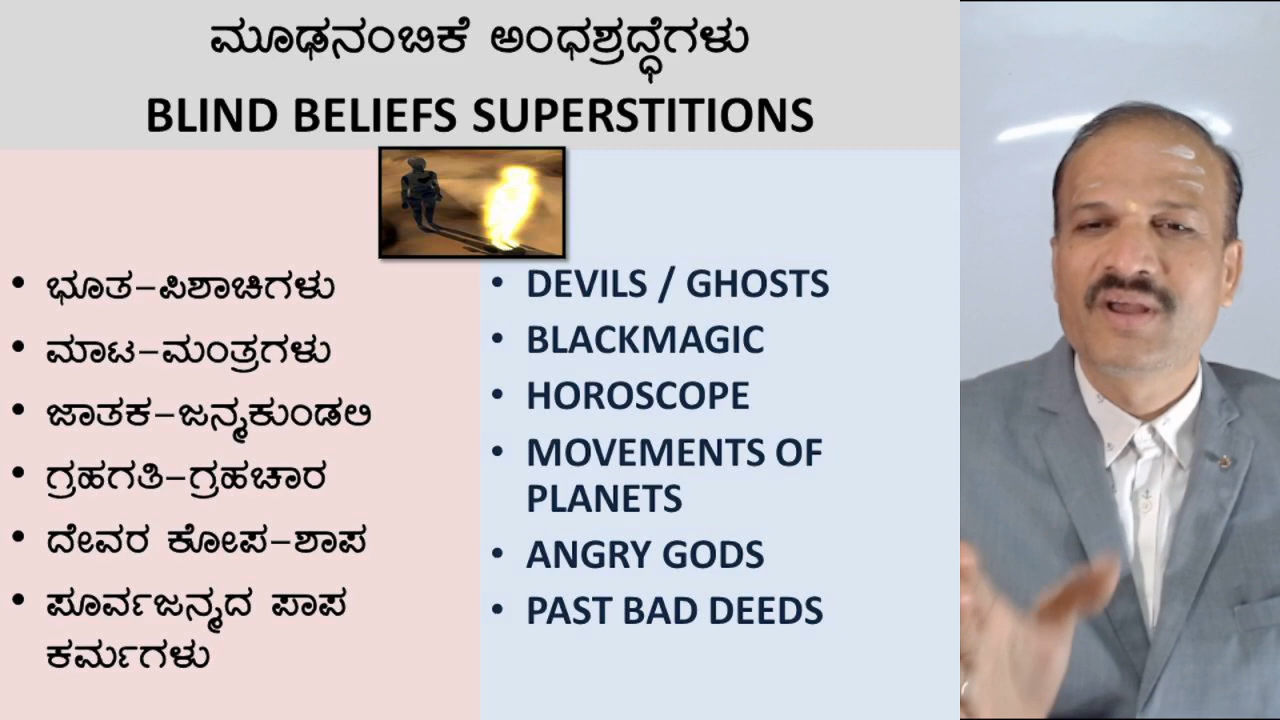 ಮೂಢನಂಬಿಕೆ ಅಂಧಶ್ರದ್ಧೆಗಳು
BLIND BELIEFS SUPERSTITIONS
• ಭೂತ–ಪಿಶಾಚಿಗಳು
• ಮಾಟ–ಮಂತ್ರಗಳು
• ಜಾತಕ–ಜನ್ಮಕುಂಡಲಿ
• ಗ್ರಹಗತಿ–ಗ್ರಹಚಾರ
• ದೇವರ ಕೋಪ–ಶಾಪ
• ಪೂರ್ವಜನ್ಮದ ಪಾಪ
ಕರ್ಮಗಳು
• DEVILS / GHOSTS
• BLACKMAGIC
• HOROSCOPE
• MOVEMENTS OF
PLANETS
• ANGRY GODS
• PAST BAD DEEDS